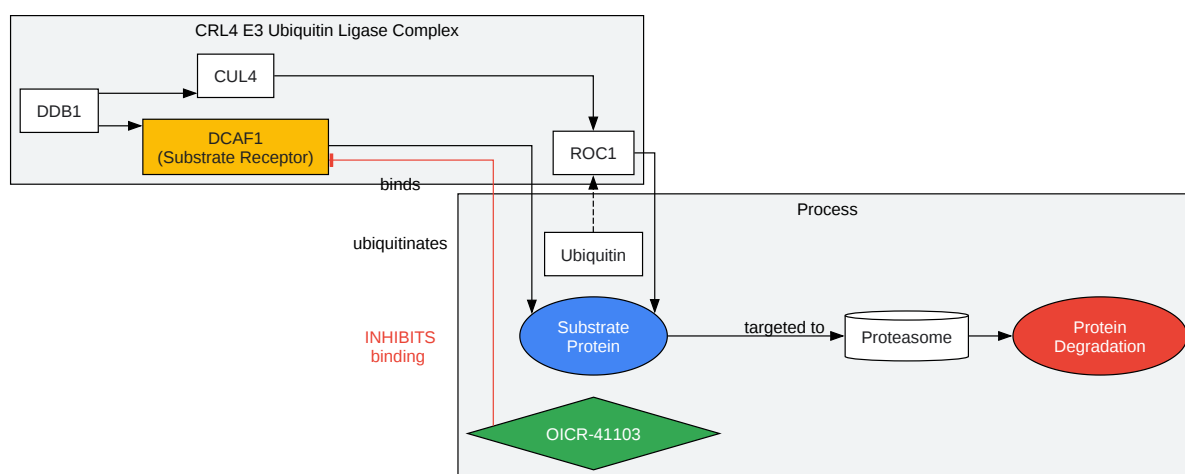 CRL4 E3 Ubiquitin Ligase Complex
CUL4
DDB1
DCAF1
(Substrate Receptor)
ROC1
binds
Process
ubiquitinates
Ubiquitin
Substrate
Protein
targeted to
Proteasome
Protein
Degradation
INHIBITS
binding
OICR-41103